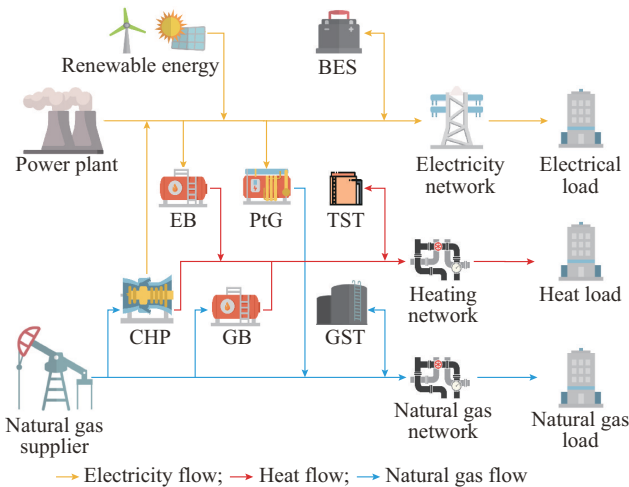 Renewable energy
BES
Power plant
Electricity
network
Electrical
load
EB
PtG
TST
CHP
GB
GST
Heating
network
Heat load
Natural gas
supplier
Natural gas
network
Natural gas
load
Electricity flow; Heat flow; Natural gas flow